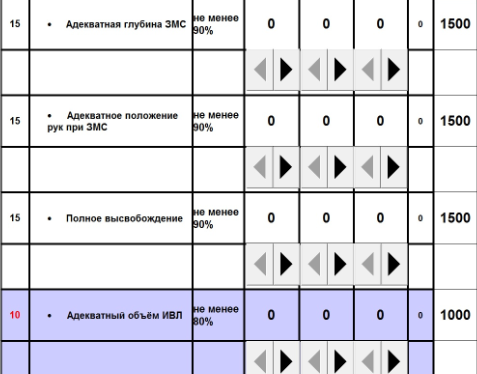 15 • Адекватная глубина ЗМС не менее 90% 0 0 0 0 1500
15 • Адекватное положение рук при ЗМС не менее 90% 0 0 0 0 1500
15 • Полное высвобождение не менее 90% 0 0 0 0 1500
10 • Адекватный объём ИВЛ не менее 80% 0 0 0 0 1000